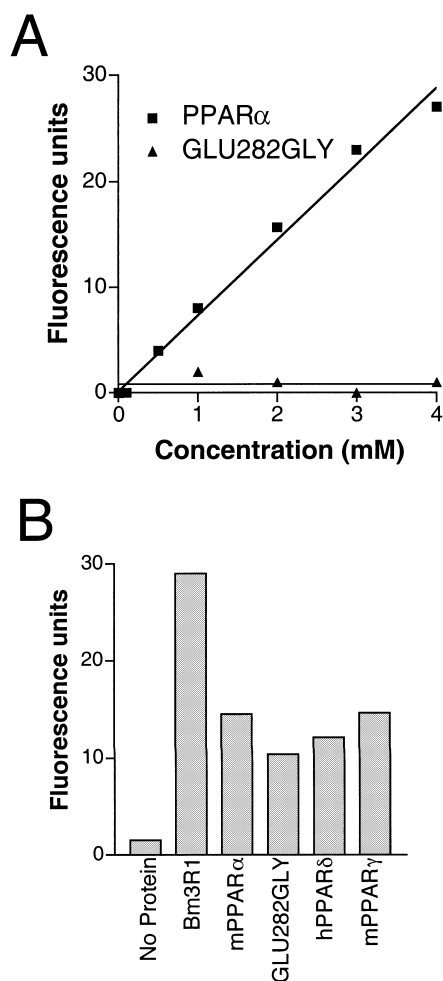 A
Fluorescence units
30
20
10
0
PPARα
GLU282GLY
0 1 2 3 4
Concentration (mM)
B
Fluorescence units
30
20
10
0
No Protein
Bm3R1
mPPARα
GLU282GLY
hPPARδ
mPPARγ